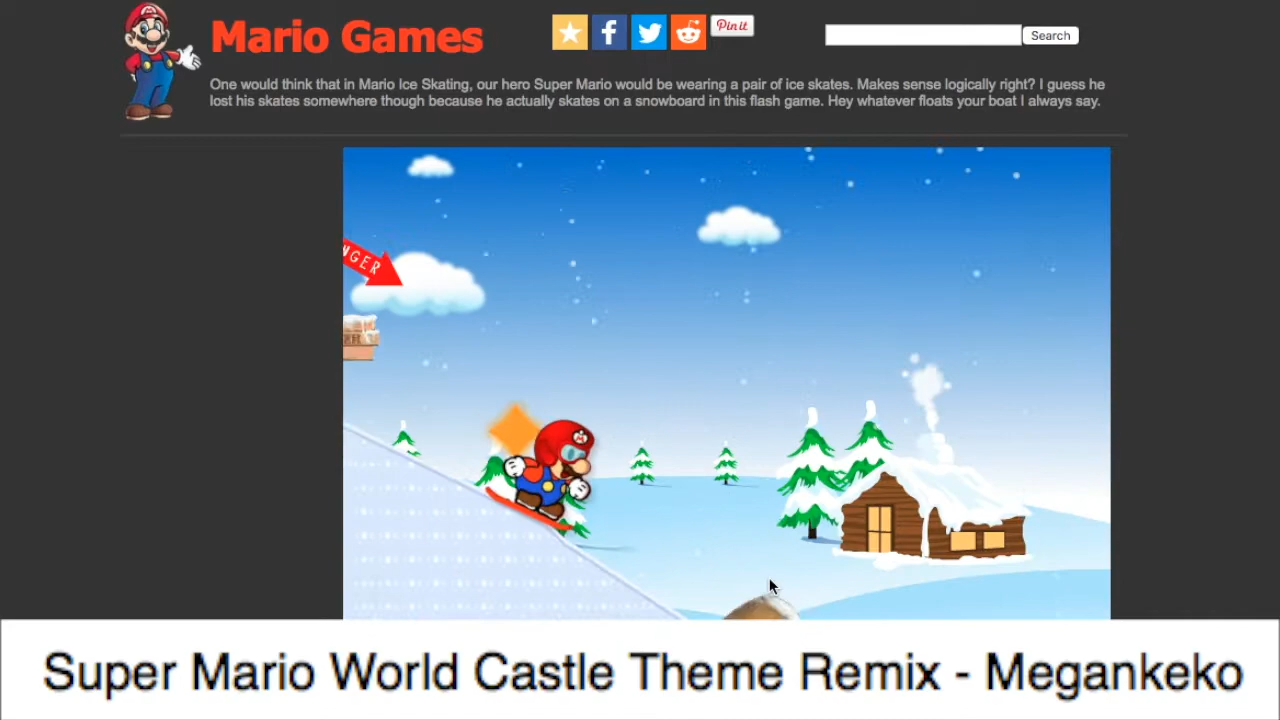 Mario Games
Pin it
Search
One would think that in Mario Ice Skating, our hero Super Mario would be wearing a pair of ice skates. Makes sense logically right? I guess he
lost his skates somewhere though because he actually skates on a snowboard in this flash game. Hey whatever floats your boat I always say.
NGER
Super Mario World Castle Theme Remix - Megankeko